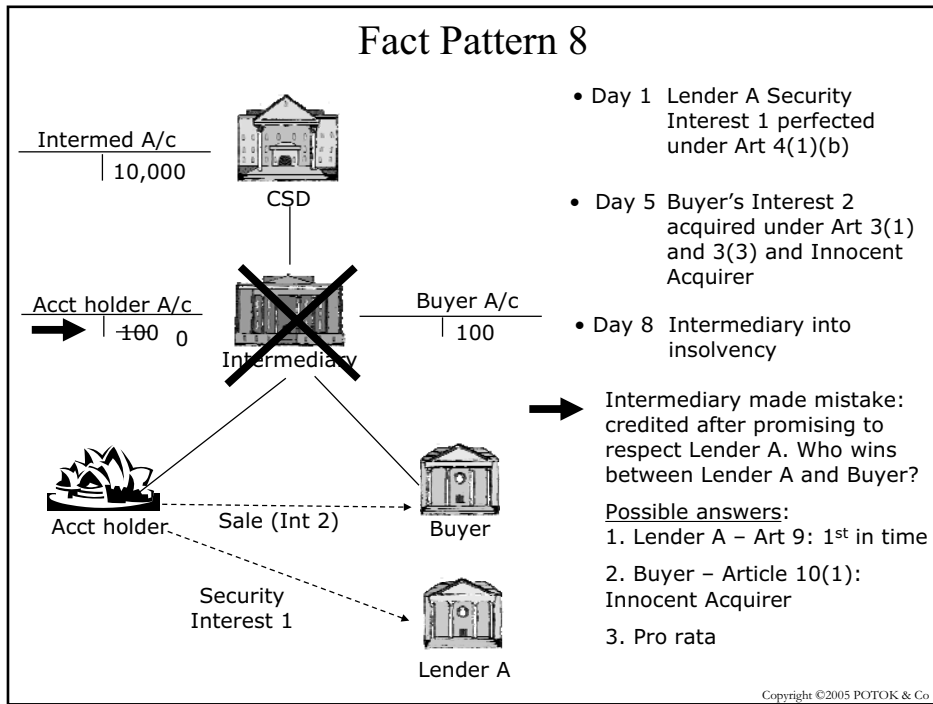 Fact Pattern 8
Intermed A/c
10,000
CSD
Acct holder A/c
100 0
Intermediary
Buyer A/c
100
Acct holder
Sale (Int 2)
Buyer
Security
Interest 1
Lender A
• Day 1 Lender A Security
Interest 1 perfected
under Art 4(1)(b)
• Day 5 Buyer’s Interest 2
acquired under Art 3(1)
and 3(3) and Innocent
Acquirer
• Day 8 Intermediary into
insolvency
Intermediary made mistake:
credited after promising to
respect Lender A. Who wins
between Lender A and Buyer?
Possible answers:
1. Lender A – Art 9: 1st in time
2. Buyer – Article 10(1):
Innocent Acquirer
3. Pro rata
Copyright ©2005 POTOK & Co